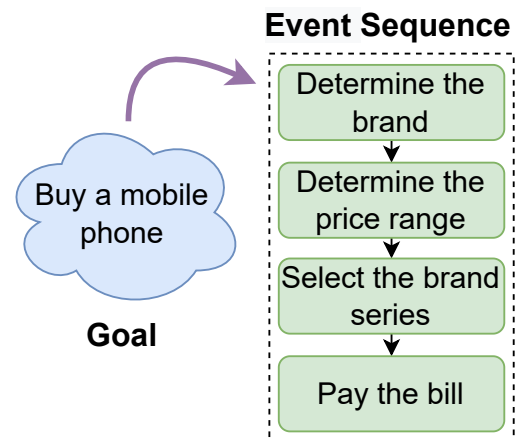 Event Sequence
Determine the
brand
Determine the
price range
Select the brand
series
Pay the bill
Buy a mobile
phone
Goal